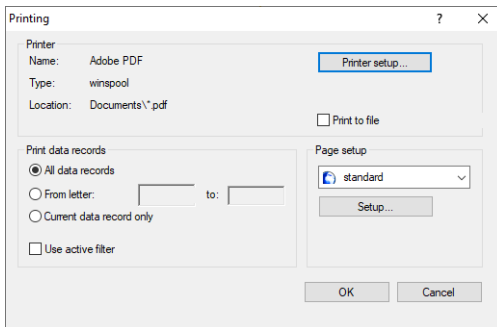 Printing
Printer
Name: Adobe PDF
Printer setup...
Type: winspool
Location: Documents\*.pdf
Print to file
Print data records
All data records
From letter: to:
Current data record only
Use active filter
Page setup
standard
Setup...
OK Cancel